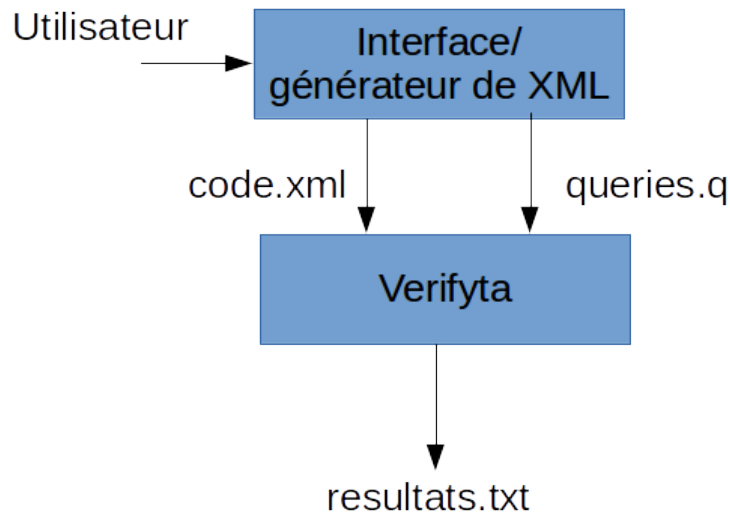 Utilisateur
Interface/
générateur de XML
code.xml
queries.q
Verifyta
resultats.txt